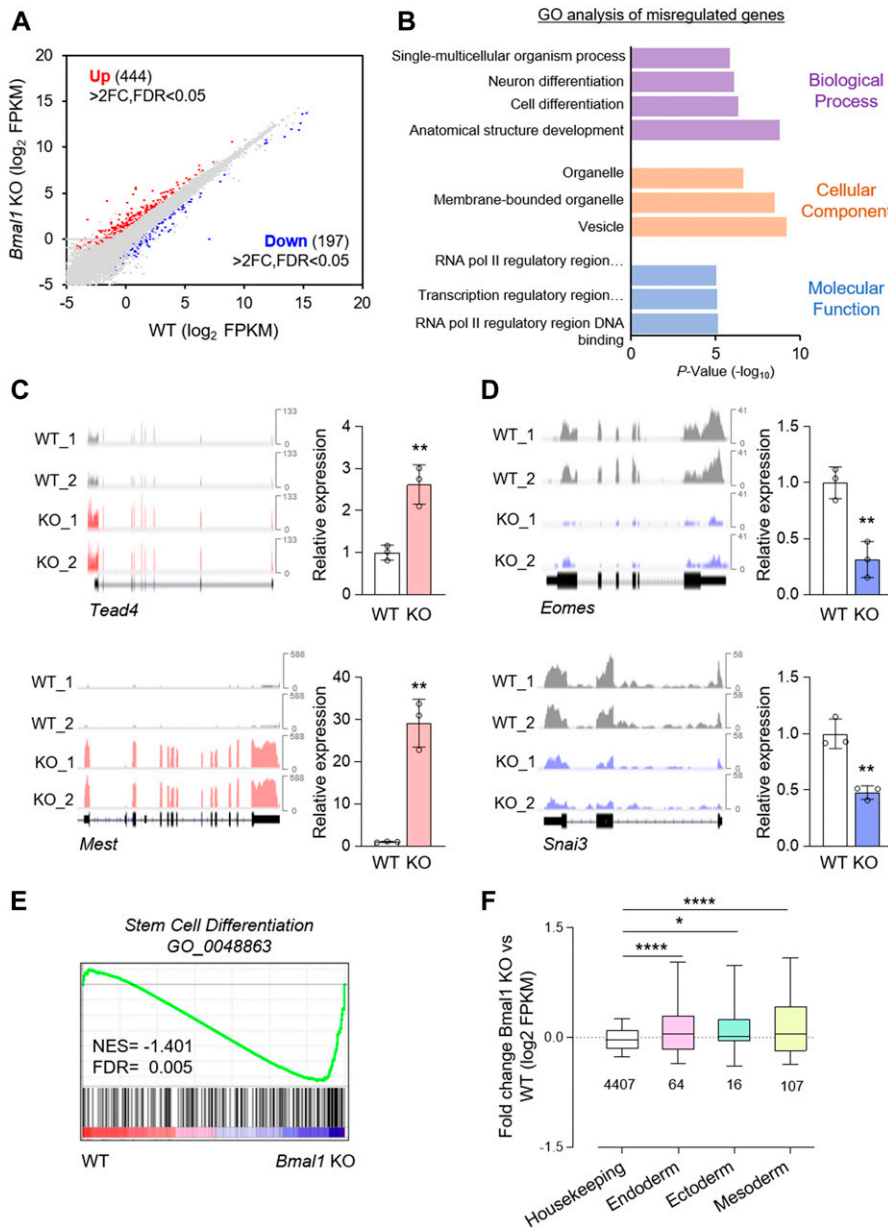 A
Bmal1 KO (log2 FPKM)
20
15
10
5
0
-5
Up (444)
>2FC,FDR<0.05
Down (197)
>2FC,FDR<0.05
-5 0 5 10 15 20
WT (log2 FPKM)
B
GO analysis of misregulated genes
Single-multicellular organism process
Neuron differentiation
Cell differentiation
Anatomical structure development
Biological
Process
Organelle
Membrane-bounded organelle
Vesicle
Cellular
Component
RNA pol II regulatory region…
Transcription regulatory region…
RNA pol II regulatory region DNA
binding
Molecular
Function
0 5 10
P-Value (-log10)
C
WT_1
133
0
WT_2
133
0
KO_1
133
0
KO_2
133
0
Tead4
Relative expression
4
3
2
1
0
**
WT KO
WT_1
588
0
WT_2
588
0
KO_1
588
0
KO_2
588
0
Mest
Relative expression
40
30
20
10
0
**
WT KO
D
WT_1
41
0
WT_2
41
0
KO_1
41
0
KO_2
41
0
Eomes
Relative expression
1.5
1.0
0.5
0.0
**
WT KO
WT_1
58
0
WT_2
58
0
KO_1
58
0
KO_2
58
0
Snai3
Relative expression
1.5
1.0
0.5
0.0
**
WT KO
E
Stem Cell Differentiation
GO_0048863
NES= -1.401
FDR= 0.005
WT Bmal1 KO
F
Fold change Bmal1 KO vs
WT (log2 FPKM)
1.5
0.0
-1.5
****
*
****
4407 64 16 107
Housekeeping
Endoderm
Ectoderm
Mesoderm